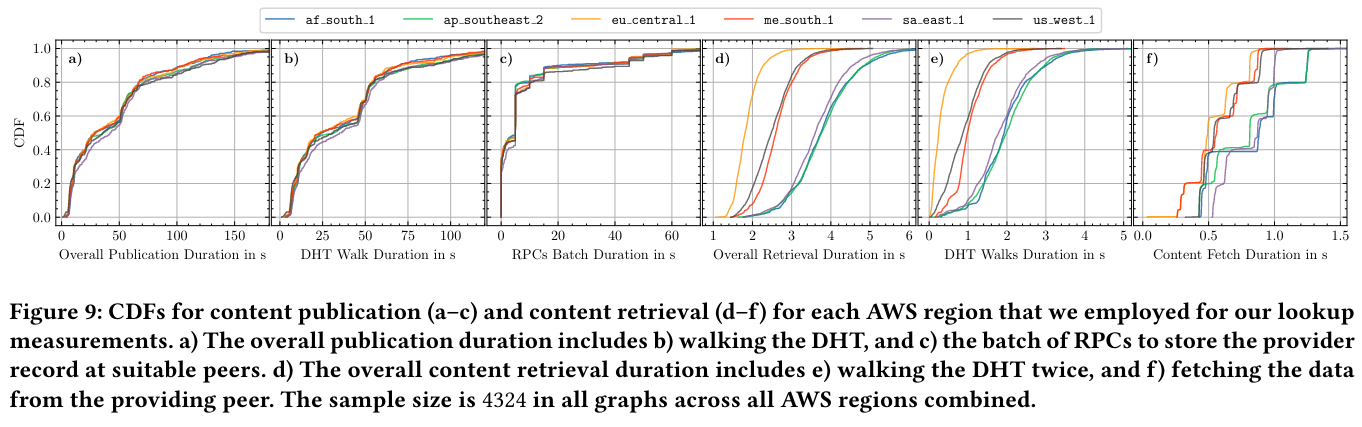 af_south_1 ap_southeast_2 eu_central_1 me_south_1 sa_east_1 us_west_1
CDF
1.0
0.8
0.6
0.4
0.2
0.0
a)
0 50 100 150
Overall Publication Duration in s
b)
0 25 50 75 100
DHT Walk Duration in s
c)
0 20 40 60
RPCs Batch Duration in s
d)
1 2 3 4 5 6
Overall Retrieval Duration in s
e)
0 1 2 3 4 5
DHT Walks Duration in s
f)
0.0 0.5 1.0 1.5
Content Fetch Duration in s
Figure 9: CDFs for content publication (a–c) and content retrieval (d–f) for each AWS region that we employed for our lookup
measurements. a) The overall publication duration includes b) walking the DHT, and c) the batch of RPCs to store the provider
record at suitable peers. d) The overall content retrieval duration includes e) walking the DHT twice, and f) fetching the data
from the providing peer. The sample size is 4324 in all graphs across all AWS regions combined.